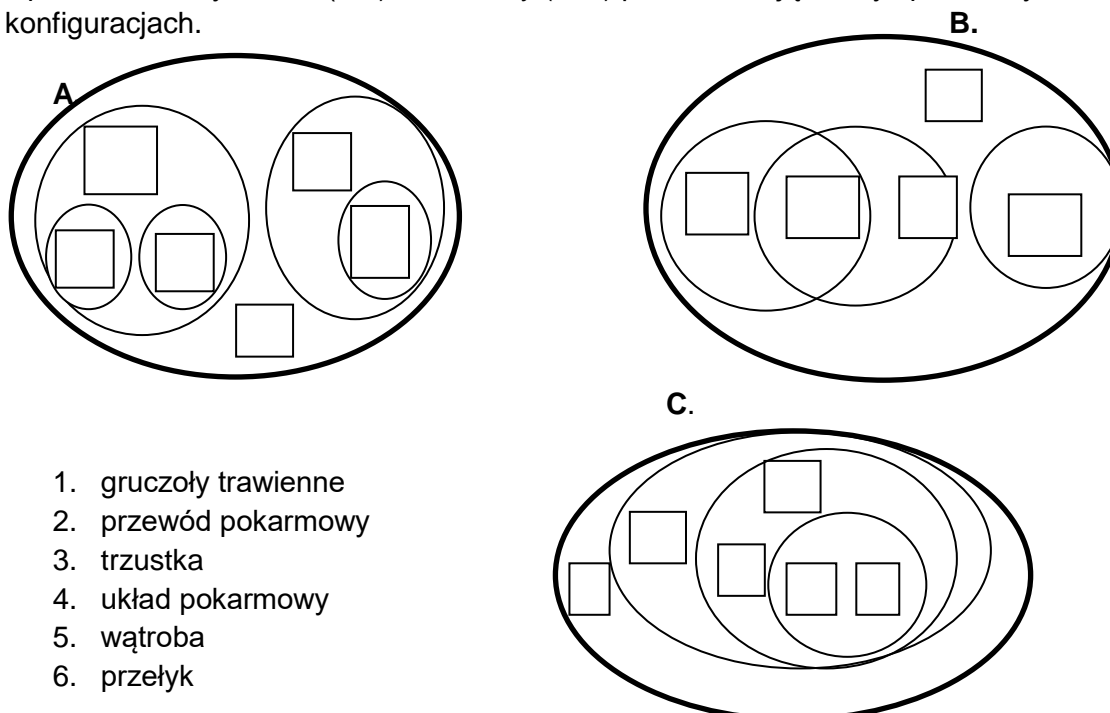 konfiguracjach.
B.
A.
C.
1. gruczoły trawienne
2. przewód pokarmowy
3. trzustka
4. układ pokarmowy
5. wątroba
6. przełyk